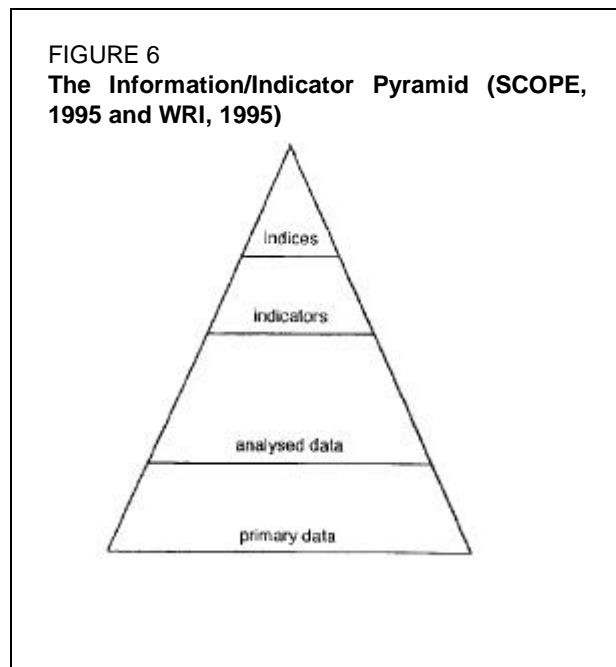 FIGURE 6
The Information/Indicator Pyramid (SCOPE,
1995 and WRI, 1995)
indices
indicators
analysed data
primary data